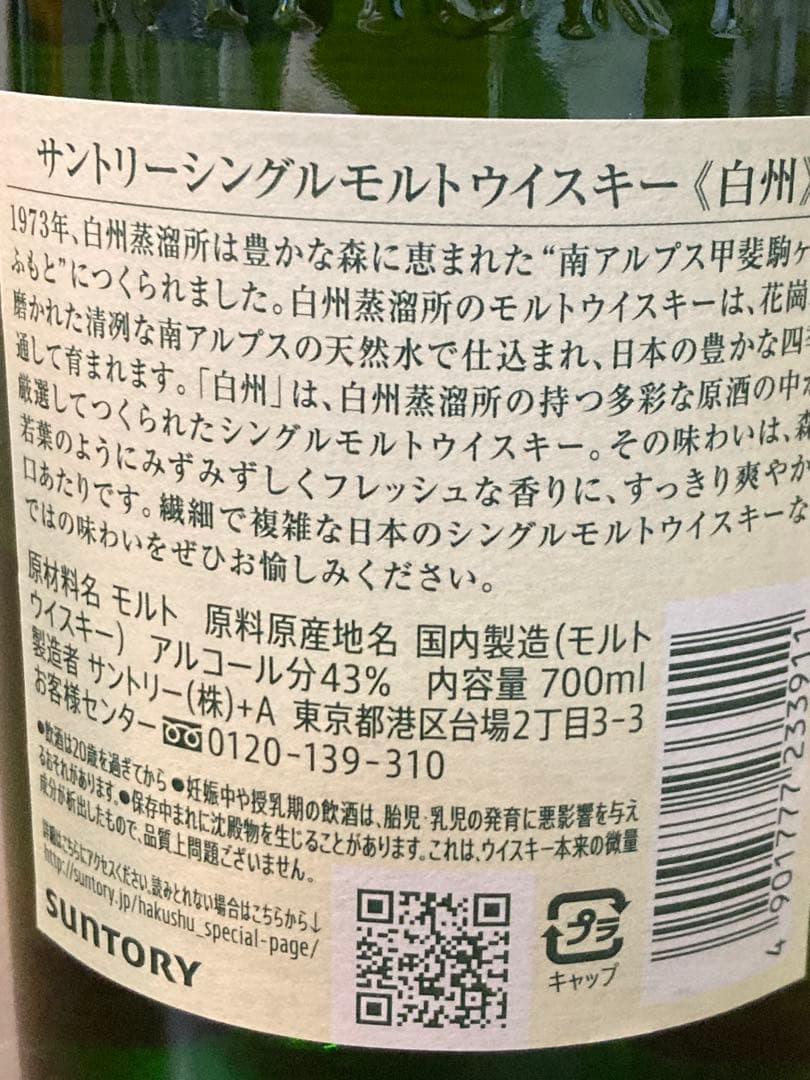 サントリーシングルモルトウイスキー《白州》
1973年、白州蒸溜所は豊かな森に恵まれた“南アルプス甲斐駒ケ
ふもと”につくられました。白州蒸溜所のモルトウイスキーは、花崗
磨かれた清冽な南アルプスの天然水で仕込まれ、日本の豊かな四季
通して育まれます。「白州」は、白州蒸溜所の持つ多彩な原酒の中
厳選してつくられたシングルモルトウイスキー。その味わいは、森
若葉のようにみずみずしくフレッシュな香りに、すっきり爽やか
口あたりです。繊細で複雑な日本のシングルモルトウイスキーな
ではの味わいをぜひお愉しみください。
原材料名 モルト 原料原産地名 国内製造(モルト
ウイスキー) アルコール分43% 内容量 700ml
製造者 サントリー(株)+A 東京都港区台場2丁目3-3
お客様センター 0120-139-310
●飲酒は20歳を過ぎてから ●妊娠中や授乳期の飲酒は、胎児・乳児の発育に悪影響を与え
るおそれがあります。●保存中まれに沈殿物を生じることがあります。これは、ウイスキー本来の微量
成分が析出したもので、品質上問題ございません。
詳細はこちらにアクセスください。読みとれない場合はこちらから↓
http://suntory.jp/hakushu_special-page/
SUNTORY
プラ
キャップ
4 901777 233911